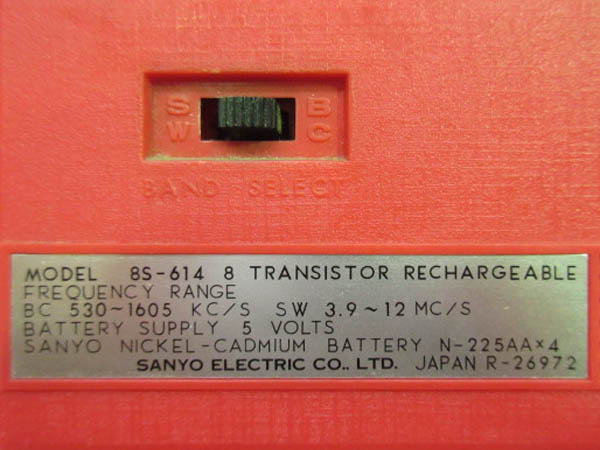 S B
W C
BAND SELECT
MODEL 8S-614 8 TRANSISTOR RECHARGEABLE
FREQUENCY RANGE
BC 530~1605 KC/S SW 3.9~12 MC/S
BATTERY SUPPLY 5 VOLTS
SANYO NICKEL-CADMIUM BATTERY N-225AA×4
SANYO ELECTRIC CO., LTD. JAPAN R-26972